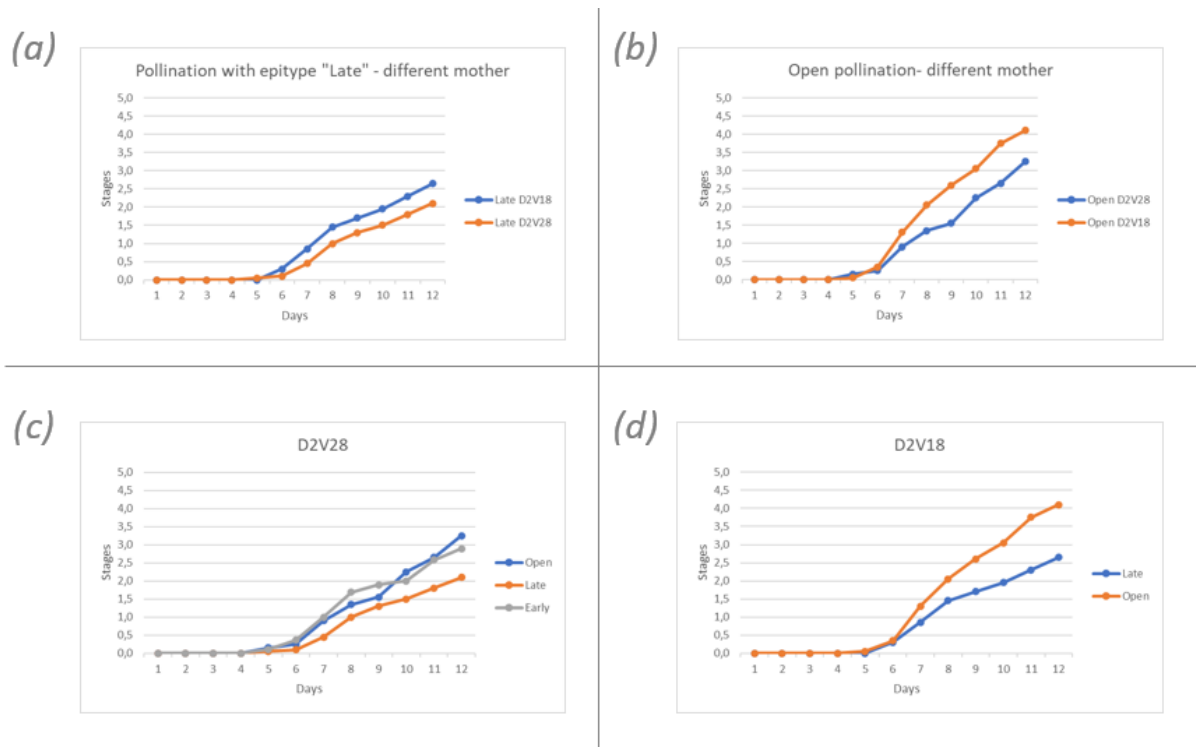 (a)
Pollination with epitype "Late" - different mother
5,0
4,5
4,0
3,5
3,0
2,5
2,0
1,5
1,0
0,5
0,0
Stages
1 2 3 4 5 6 7 8 9 10 11 12
Days
Late D2V18
Late D2V28
(b)
Open pollination- different mother
5,0
4,5
4,0
3,5
3,0
2,5
2,0
1,5
1,0
0,5
0,0
Stages
1 2 3 4 5 6 7 8 9 10 11 12
Days
Open D2V28
Open D2V18
(c)
D2V28
5,0
4,5
4,0
3,5
3,0
2,5
2,0
1,5
1,0
0,5
0,0
Stages
1 2 3 4 5 6 7 8 9 10 11 12
Days
Open
Late
Early
(d)
D2V18
5,0
4,5
4,0
3,5
3,0
2,5
2,0
1,5
1,0
0,5
0,0
Stages
1 2 3 4 5 6 7 8 9 10 11 12
Days
Late
Open